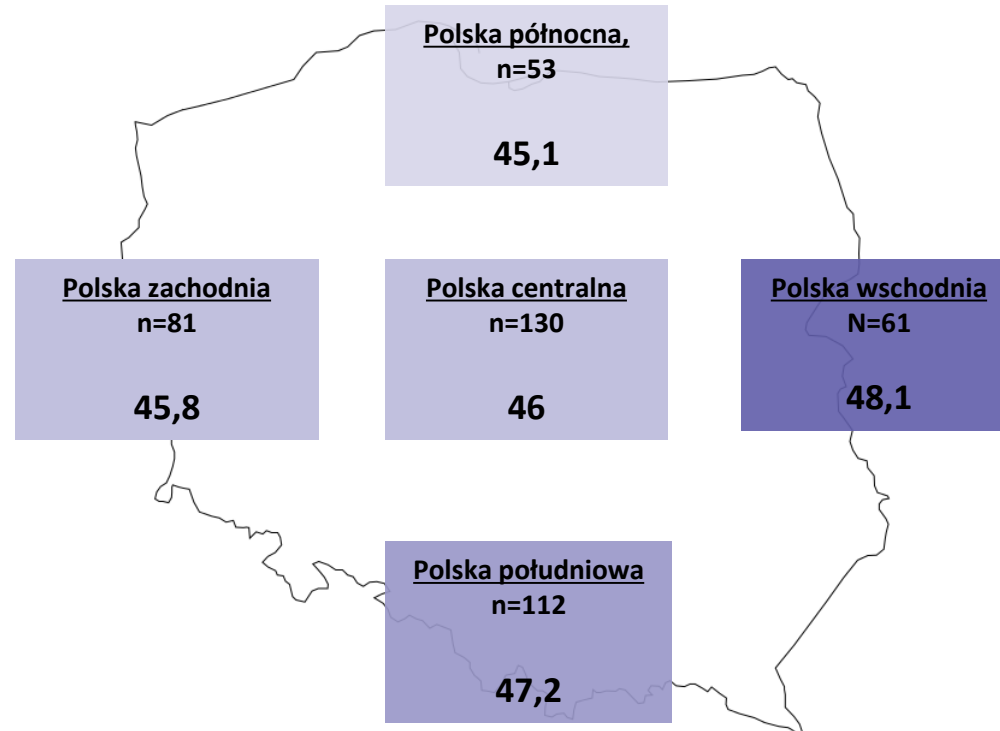 Polska północna,
n=53
45,1
Polska zachodnia
n=81
45,8
Polska centralna
n=130
46
Polska wschodnia
N=61
48,1
Polska południowa
n=112
47,2